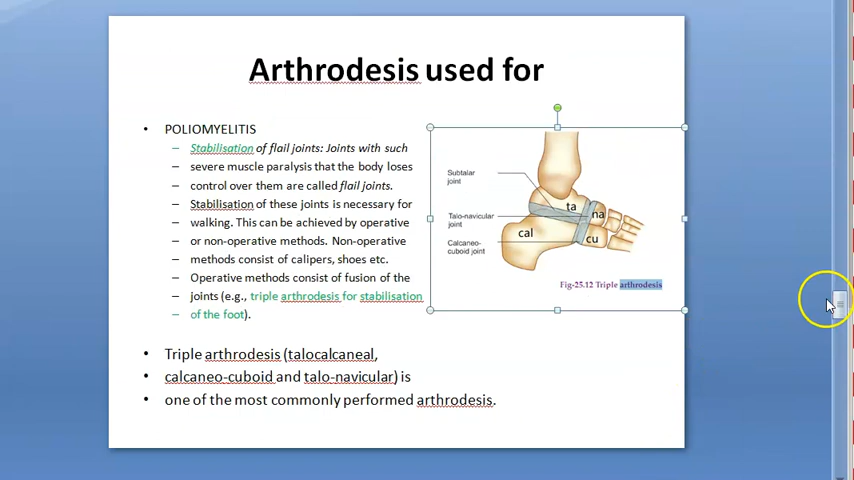 Arthrodesis used for
• POLIOMYELITIS
– Stabilisation of flail joints: Joints with such
– severe muscle paralysis that the body loses
– control over them are called flail joints.
– Stabilisation of these joints is necessary for
– walking. This can be achieved by operative
– or non-operative methods. Non-operative
– methods consist of calipers, shoes etc.
– Operative methods consist of fusion of the
– joints (e.g., triple arthrodesis for stabilisation
– of the foot).
• Triple arthrodesis (talocalcaneal,
• calcaneo-cuboid and talo-navicular) is
• one of the most commonly performed arthrodesis.
Subtalar
joint
Talo-navicular
joint
Calcaneo-
cuboid joint
ta
na
cal
cu
Fig-25.12 Triple arthrodesis